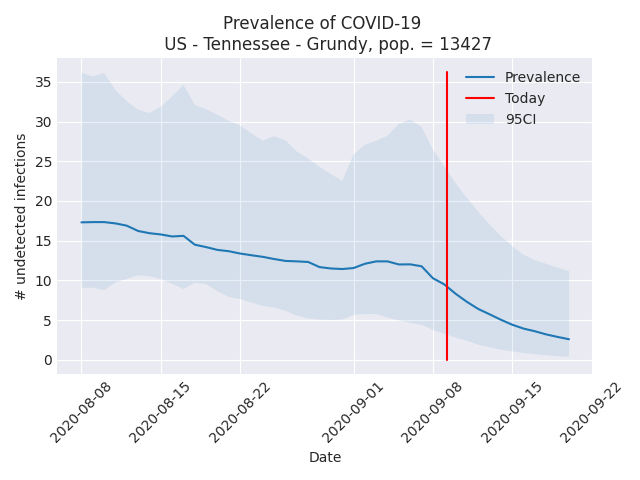 Prevalence of COVID-19
US - Tennessee - Grundy, pop. = 13427
# undetected infections
35
30
25
20
15
10
5
0
Prevalence
Today
95CI
2020-08-08
2020-08-15
2020-08-22
2020-09-01
2020-09-08
2020-09-15
2020-09-22
Date